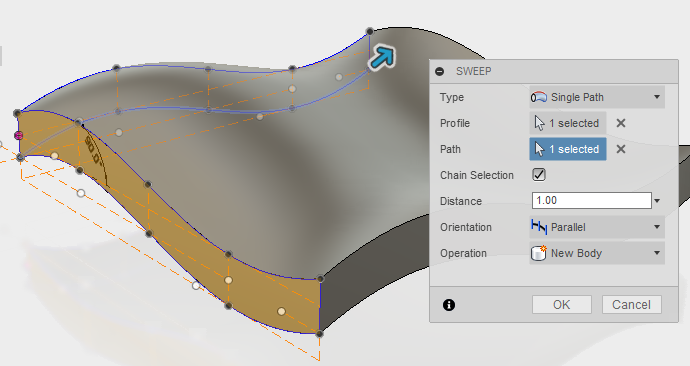 SWEEP
Type Single Path
Profile 1 selected
Path 1 selected
Chain Selection
Distance 1.00
Orientation Parallel
Operation New Body
OK Cancel